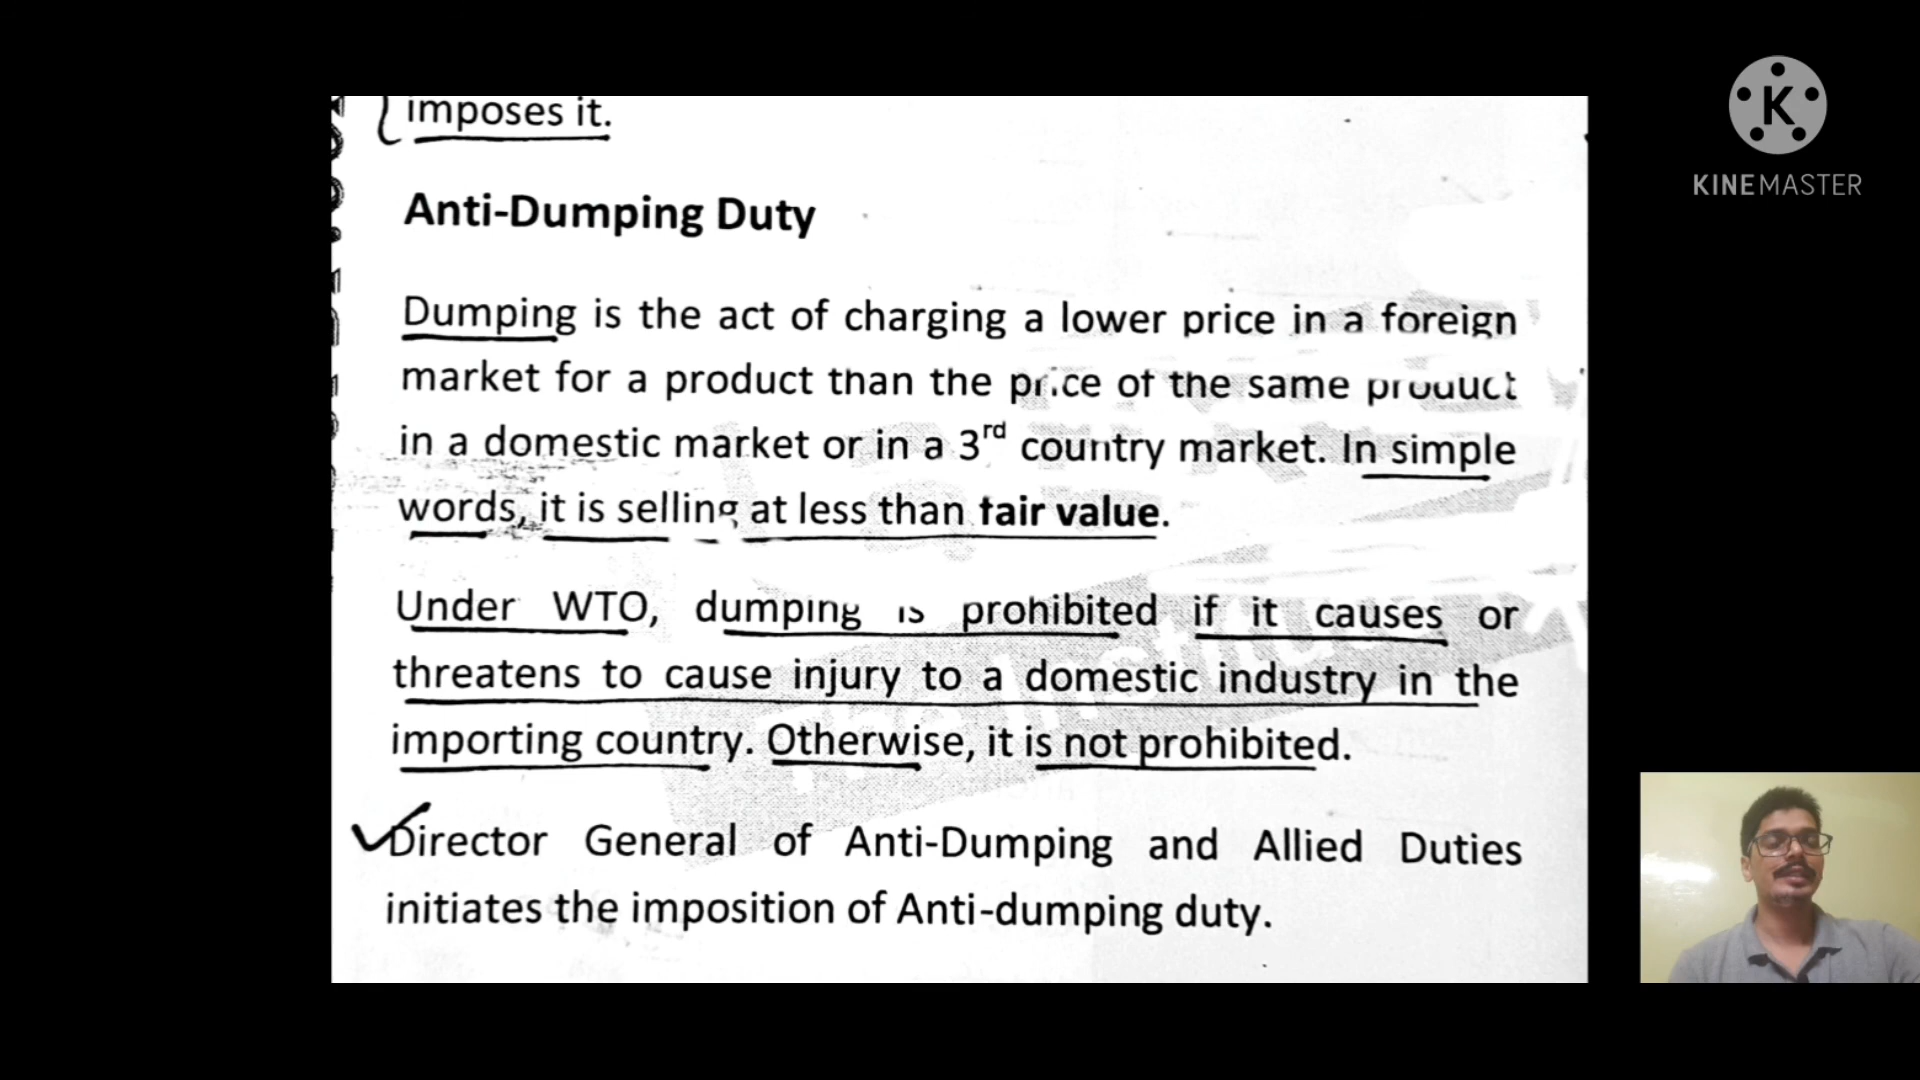 imposes it.
Anti-Dumping Duty
Dumping is the act of charging a lower price in a foreign
market for a product than the price of the same product
in a domestic market or in a 3rd country market. In simple
words, it is selling at less than fair value.
Under WTO, dumping is prohibited if it causes or
threatens to cause injury to a domestic industry in the
importing country. Otherwise, it is not prohibited.
Director General of Anti-Dumping and Allied Duties
initiates the imposition of Anti-dumping duty.
K
KINEMASTER